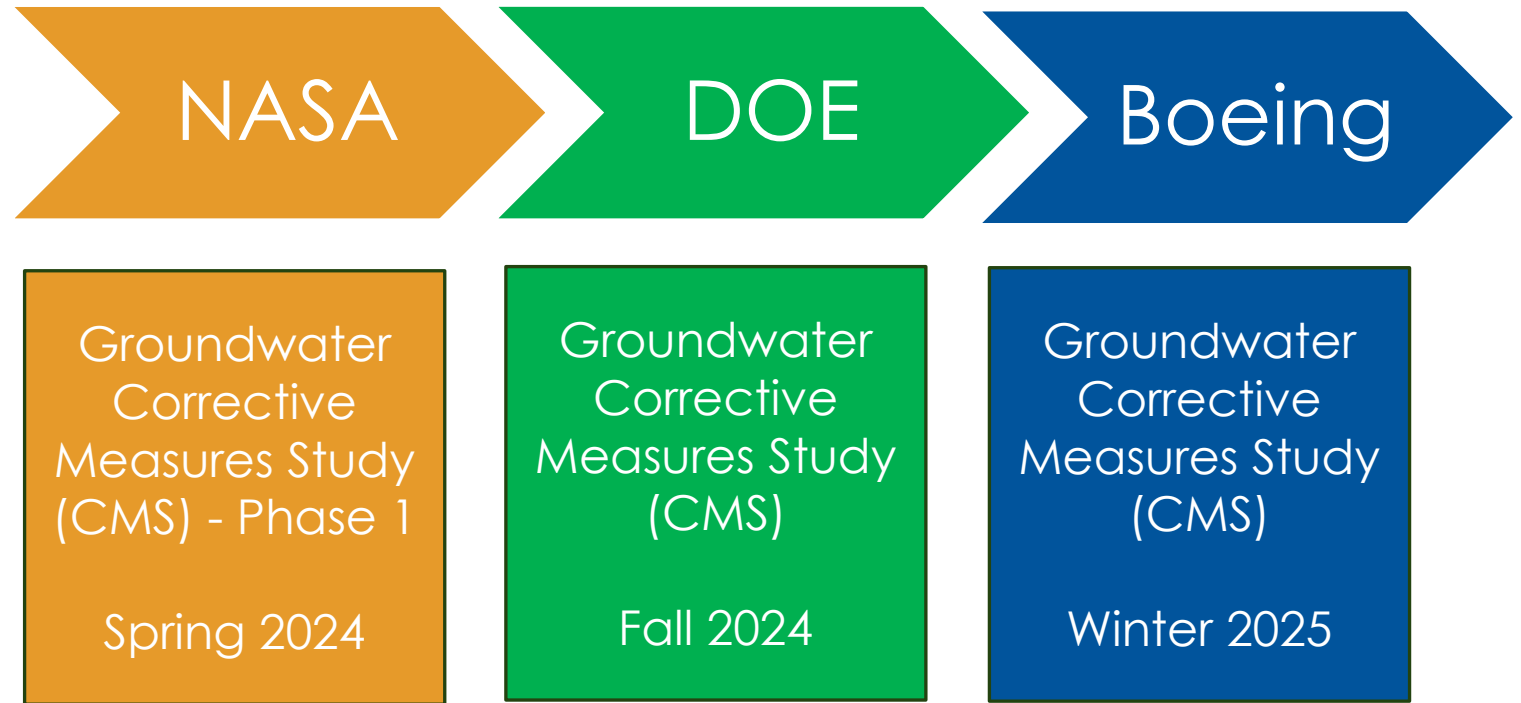 NASA
DOE
Boeing
Groundwater
Corrective
Measures Study
(CMS) - Phase 1
Spring 2024
Groundwater
Corrective
Measures Study
(CMS)
Fall 2024
Groundwater
Corrective
Measures Study
(CMS)
Winter 2025